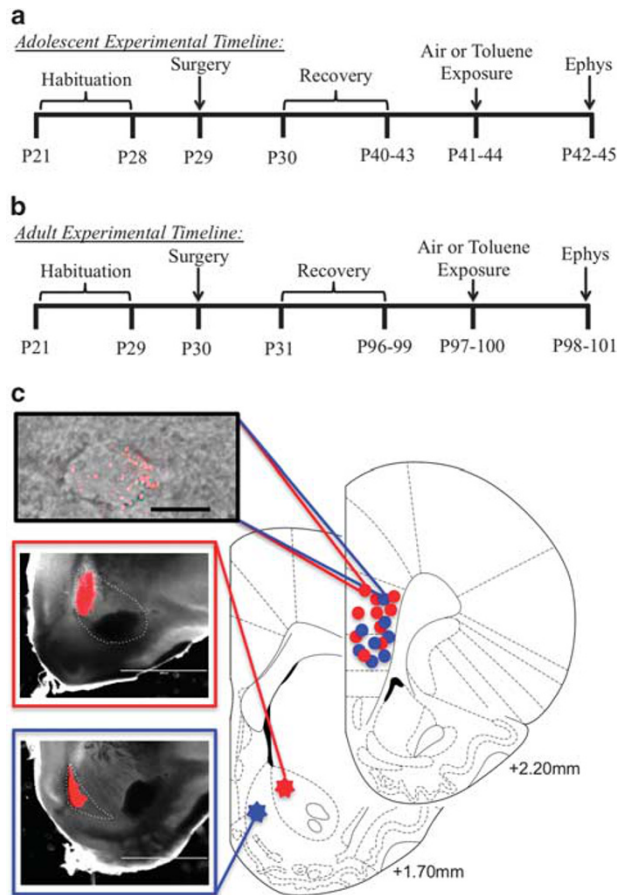 a
Adolescent Experimental Timeline:
Habituation
Surgery
Recovery
Air or Toluene
Exposure
Ephys
P21
P28
P29
P30
P40-43
P41-44
P42-45
b
Adult Experimental Timeline:
Habituation
Surgery
Recovery
Air or Toluene
Exposure
Ephys
P21
P29
P30
P31
P96-99
P97-100
P98-101
c
+2.20mm
+1.70mm